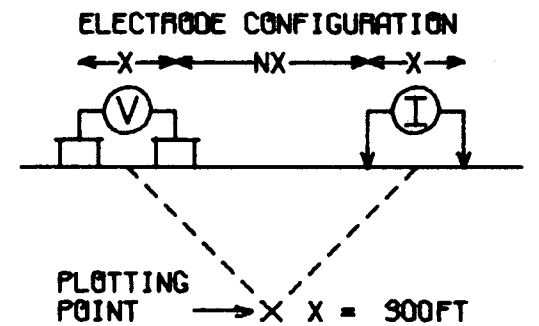 ELECTRODE CONFIGURATION
X NX X
V I
PLOTTING
POINT X X = 300FT